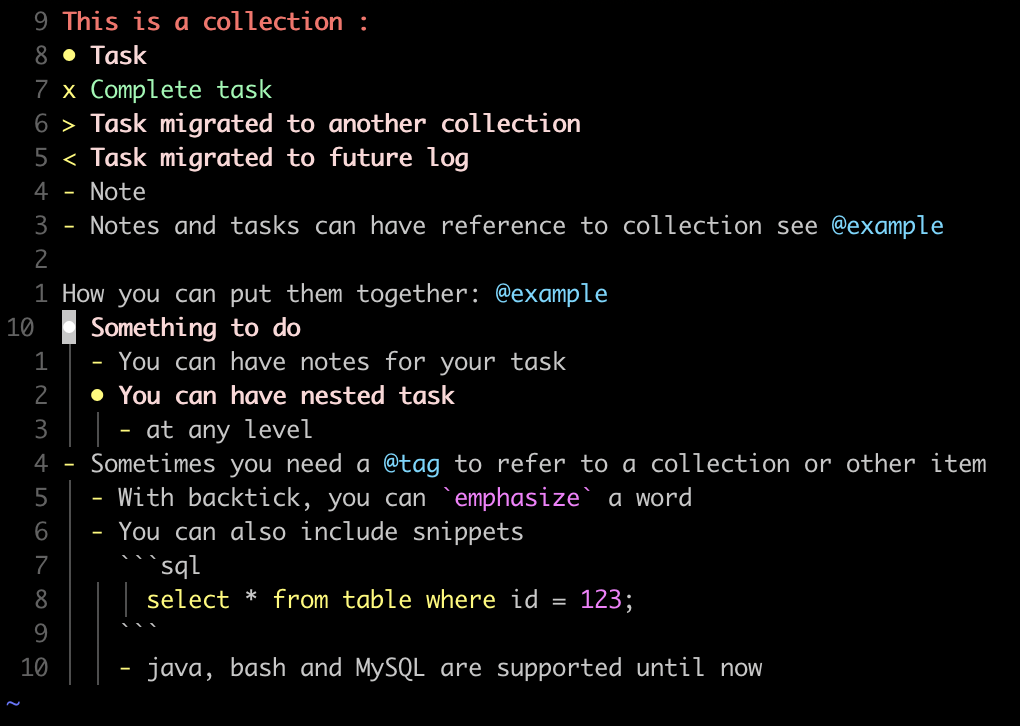 9 This is a collection :
8 ● Task
7 x Complete task
6 > Task migrated to another collection
5 < Task migrated to future log
4 - Note
3 - Notes and tasks can have reference to collection see @example
2
1 How you can put them together: @example
10 ● Something to do
1 - You can have notes for your task
2 ● You can have nested task
3 - at any level
4 - Sometimes you need a @tag to refer to a collection or other item
5 - With backtick, you can `emphasize` a word
6 - You can also include snippets
7 ```sql
8 select * from table where id = 123;
9 ```
10 - java, bash and MySQL are supported until now
~